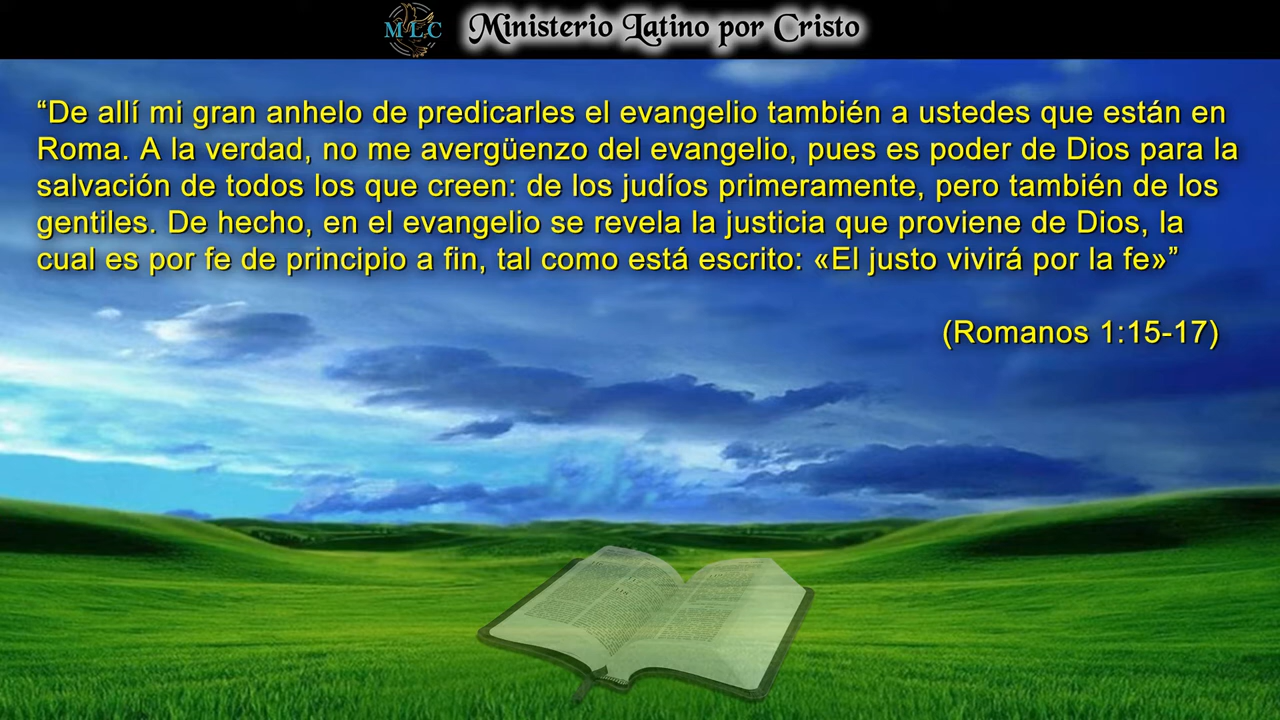 MLC
Ministerio Latino por Cristo
“De allí mi gran anhelo de predicarles el evangelio también a ustedes que están en
Roma. A la verdad, no me avergüenzo del evangelio, pues es poder de Dios para la
salvación de todos los que creen: de los judíos primeramente, pero también de los
gentiles. De hecho, en el evangelio se revela la justicia que proviene de Dios, la
cual es por fe de principio a fin, tal como está escrito: «El justo vivirá por la fe»”
(Romanos 1:15-17)